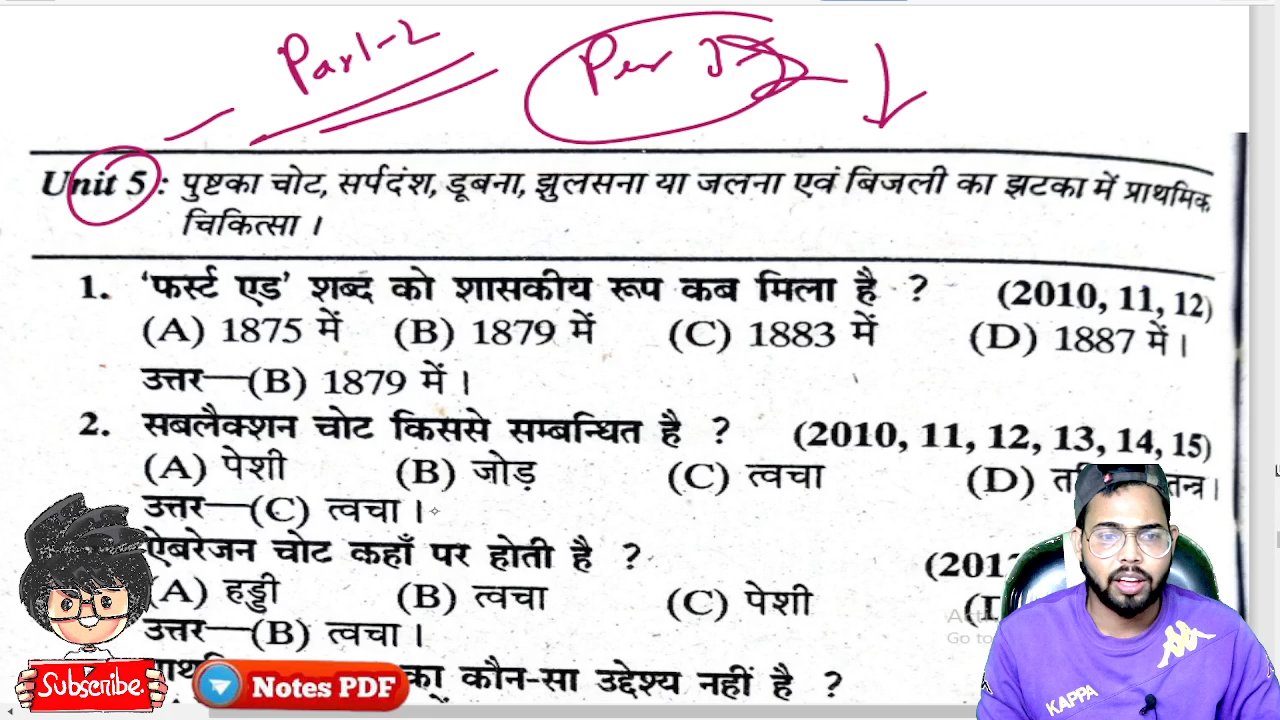 Part-2
Unit 5 : पुष्टका चोट, सर्पदंश, डूबना, झुलसना या जलना एवं बिजली का झटका में प्राथमिक
चिकित्सा ।
1. ‘फर्स्ट एड’ शब्द को शासकीय रूप कब मिला है ? (2010, 11, 12)
(A) 1875 में (B) 1879 में (C) 1883 में (D) 1887 में ।
उत्तर—(B) 1879 में ।
2. सबलैक्शन चोट किससे सम्बन्धित है ? (2010, 11, 12, 13, 14, 15)
(A) पेशी (B) जोड़ (C) त्वचा (D)
उत्तर—(C) त्वचा ।
ऐबरेजन चोट कहाँ पर होती है ?
(A) हड्डी (B) त्वचा (C) पेशी
उत्तर—(B) त्वचा ।
का कौन-सा उद्देश्य नहीं है ?
Subscribe.
Notes PDF
KAPPA